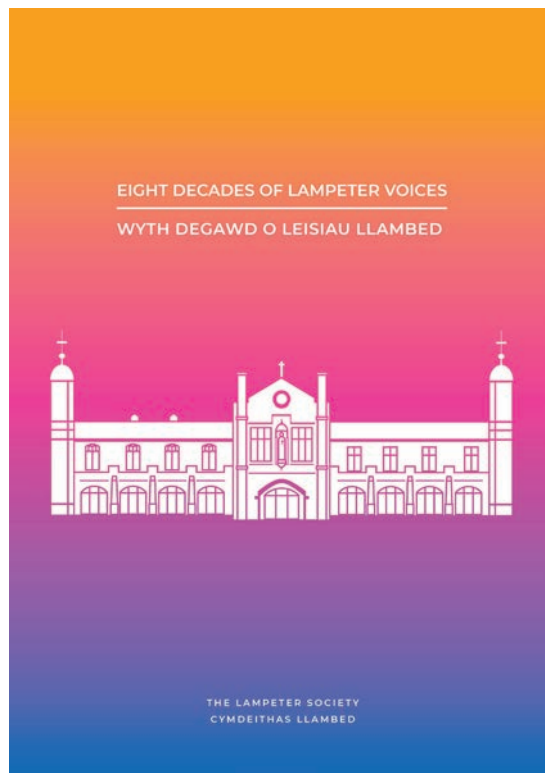 EIGHT DECADES OF LAMPETER VOICES
WYTH DEGAWD O LEISIAU LLAMBED
THE LAMPETER SOCIETY
CYMDEITHAS LLAMBED